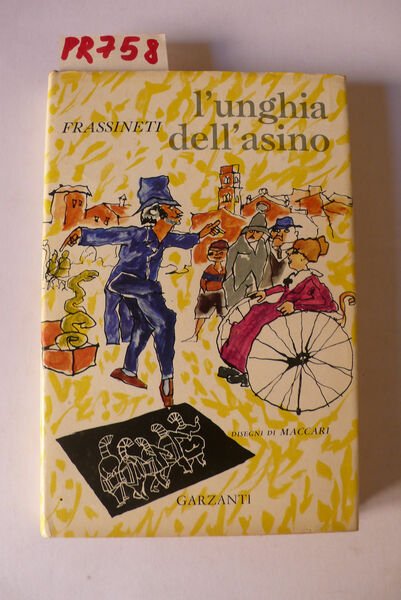 PR758
l'unghia
FRASSINETI
dell'asino
DISEGNI DI MACCARI
GARZANTI